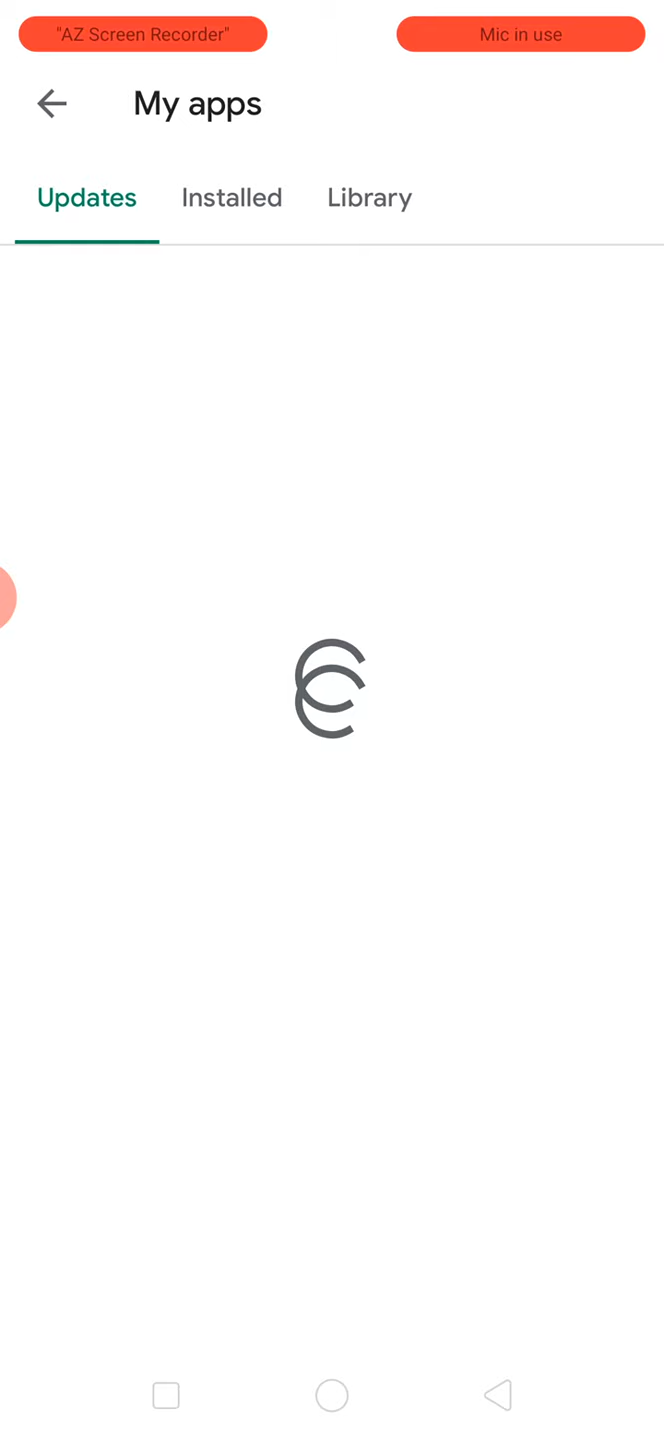 "AZ Screen Recorder"
Mic in use
My apps
Updates
Installed
Library